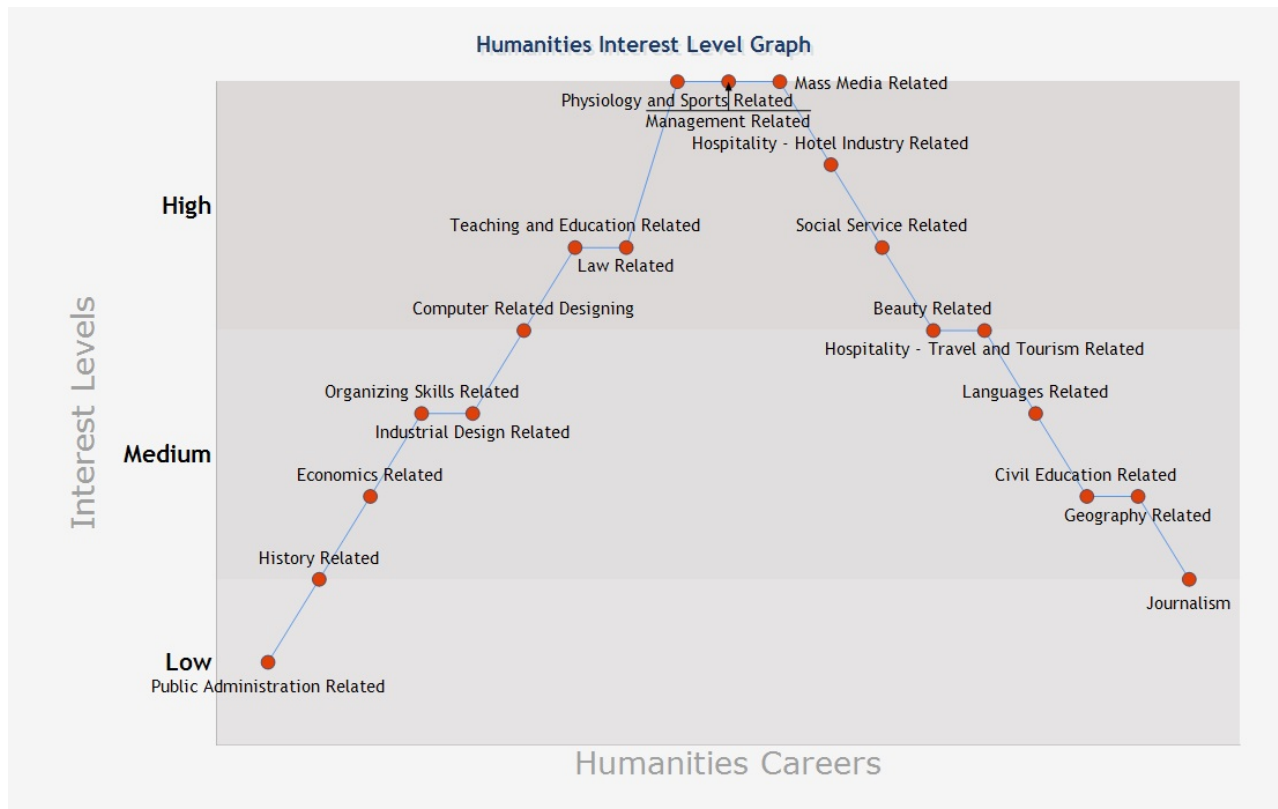 Humanities Interest Level Graph
Mass Media Related
Physiology and Sports Related
Management Related
Hospitality - Hotel Industry Related
High
Teaching and Education Related
Social Service Related
Law Related
Computer Related Designing
Beauty Related
Hospitality - Travel and Tourism Related
Interest Levels
Organizing Skills Related
Languages Related
Industrial Design Related
Medium
Economics Related
Civil Education Related
Geography Related
History Related
Journalism
Low
Public Administration Related
Humanities Careers